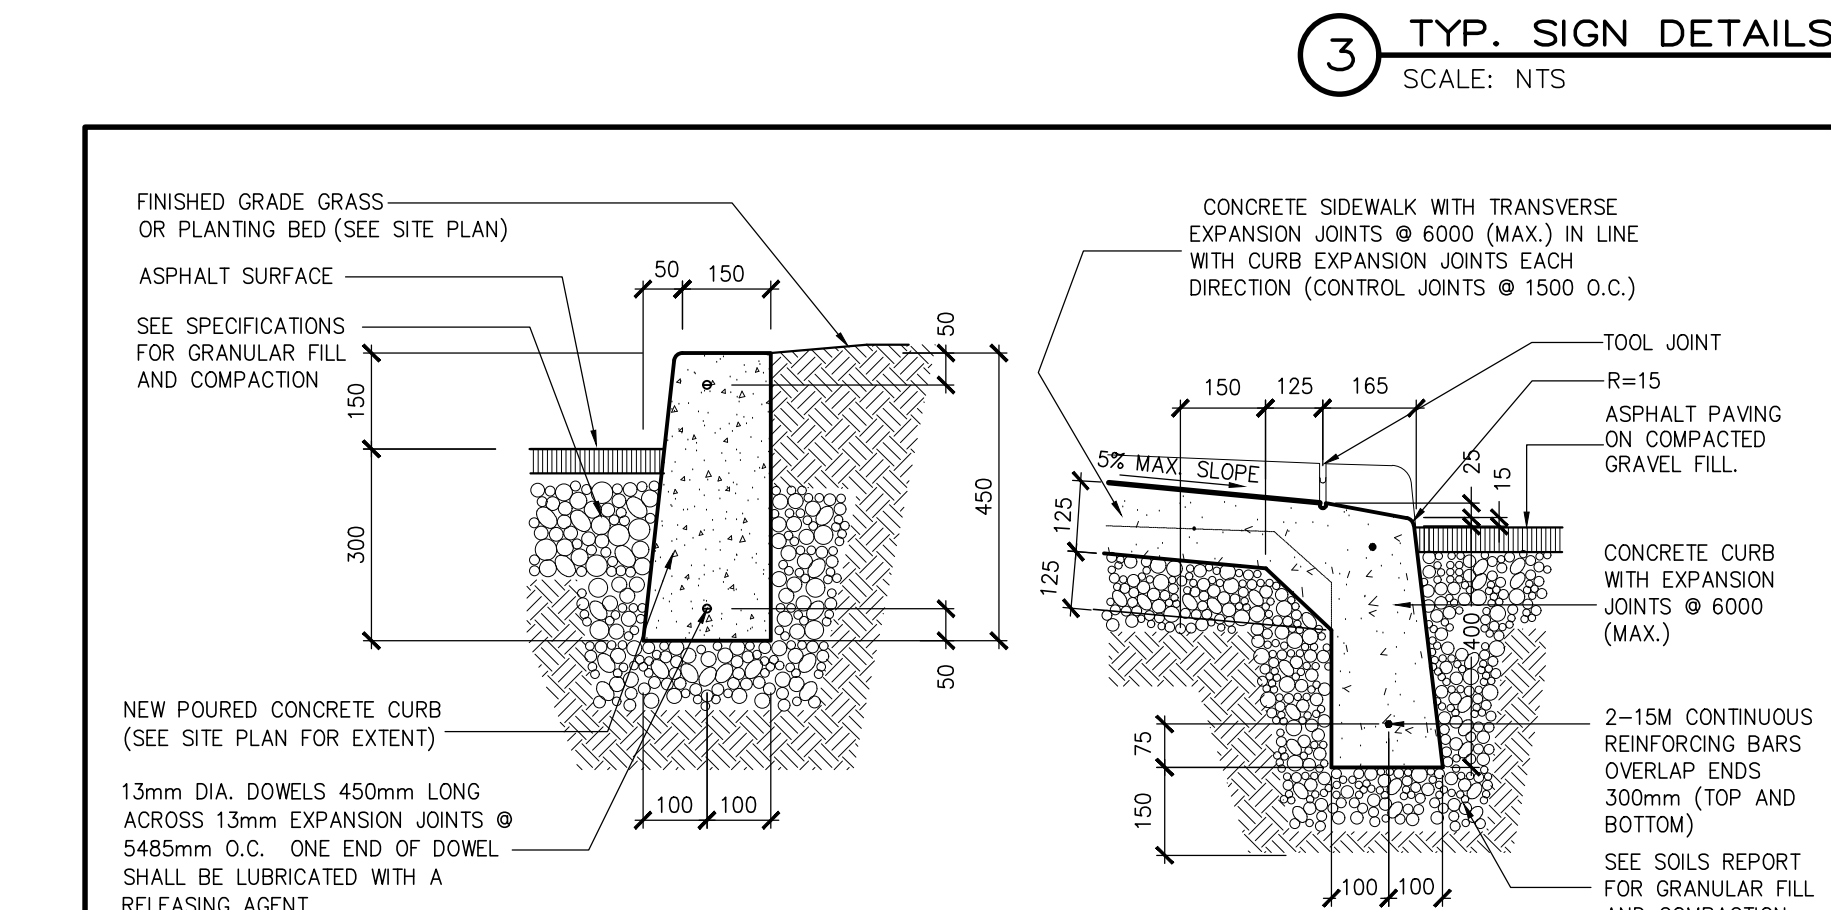 3
TYP. SIGN DETAILS
SCALE: NTS
FINISHED GRADE GRASS
OR PLANTING BED (SEE SITE PLAN)
ASPHALT SURFACE
SEE SPECIFICATIONS
FOR GRANULAR FILL
AND COMPACTION
50
150
50
150
300
450
50
100
100
NEW POURED CONCRETE CURB
(SEE SITE PLAN FOR EXTENT)
13mm DIA. DOWELS 450mm LONG
ACROSS 13mm EXPANSION JOINTS @
5485mm O.C. ONE END OF DOWEL
SHALL BE LUBRICATED WITH A
RELEASING AGENT
CONCRETE SIDEWALK WITH TRANSVERSE
EXPANSION JOINTS @ 6000 (MAX.) IN LINE
WITH CURB EXPANSION JOINTS EACH
DIRECTION (CONTROL JOINTS @ 1500 O.C.)
TOOL JOINT
R=15
ASPHALT PAVING
ON COMPACTED
GRAVEL FILL.
150
125
165
5% MAX. SLOPE
25
15
125
125
400
75
150
100
100
CONCRETE CURB
WITH EXPANSION
JOINTS @ 6000
(MAX.)
2-15M CONTINUOUS
REINFORCING BARS
OVERLAP ENDS
300mm (TOP AND
BOTTOM)
SEE SOILS REPORT
FOR GRANULAR FILL
AND COMPACTION